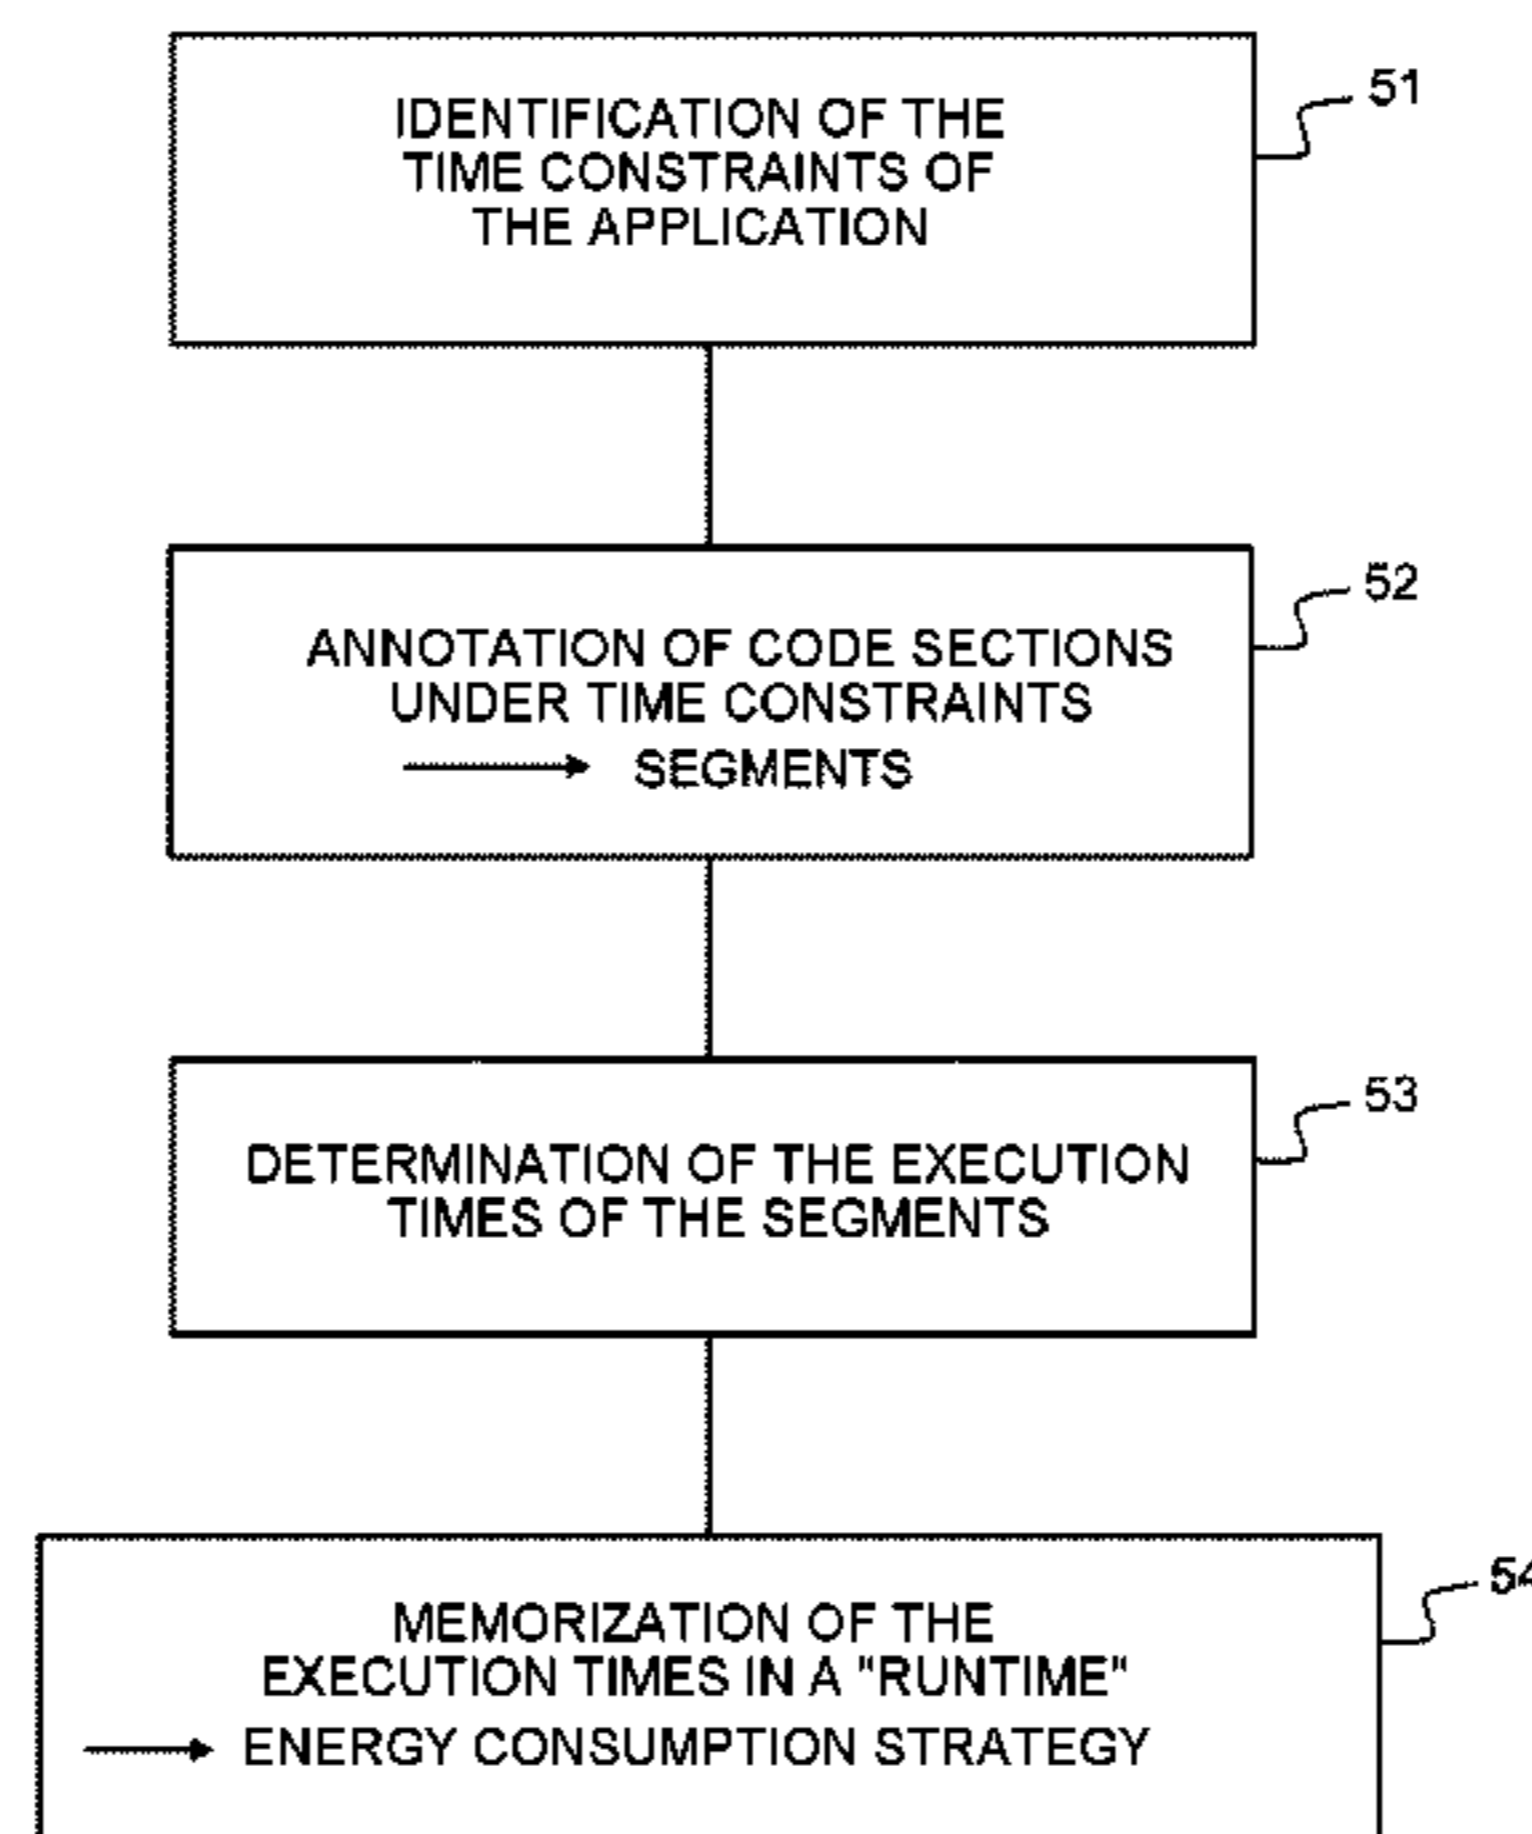 IDENTIFICATION OF THE
TIME CONSTRAINTS OF
THE APPLICATION
51
ANNOTATION OF CODE SECTIONS
UNDER TIME CONSTRAINTS
SEGMENTS
52
DETERMINATION OF THE EXECUTION
TIMES OF THE SEGMENTS
53
MEMORIZATION OF THE
EXECUTION TIMES IN A "RUNTIME"
ENERGY CONSUMPTION STRATEGY
54